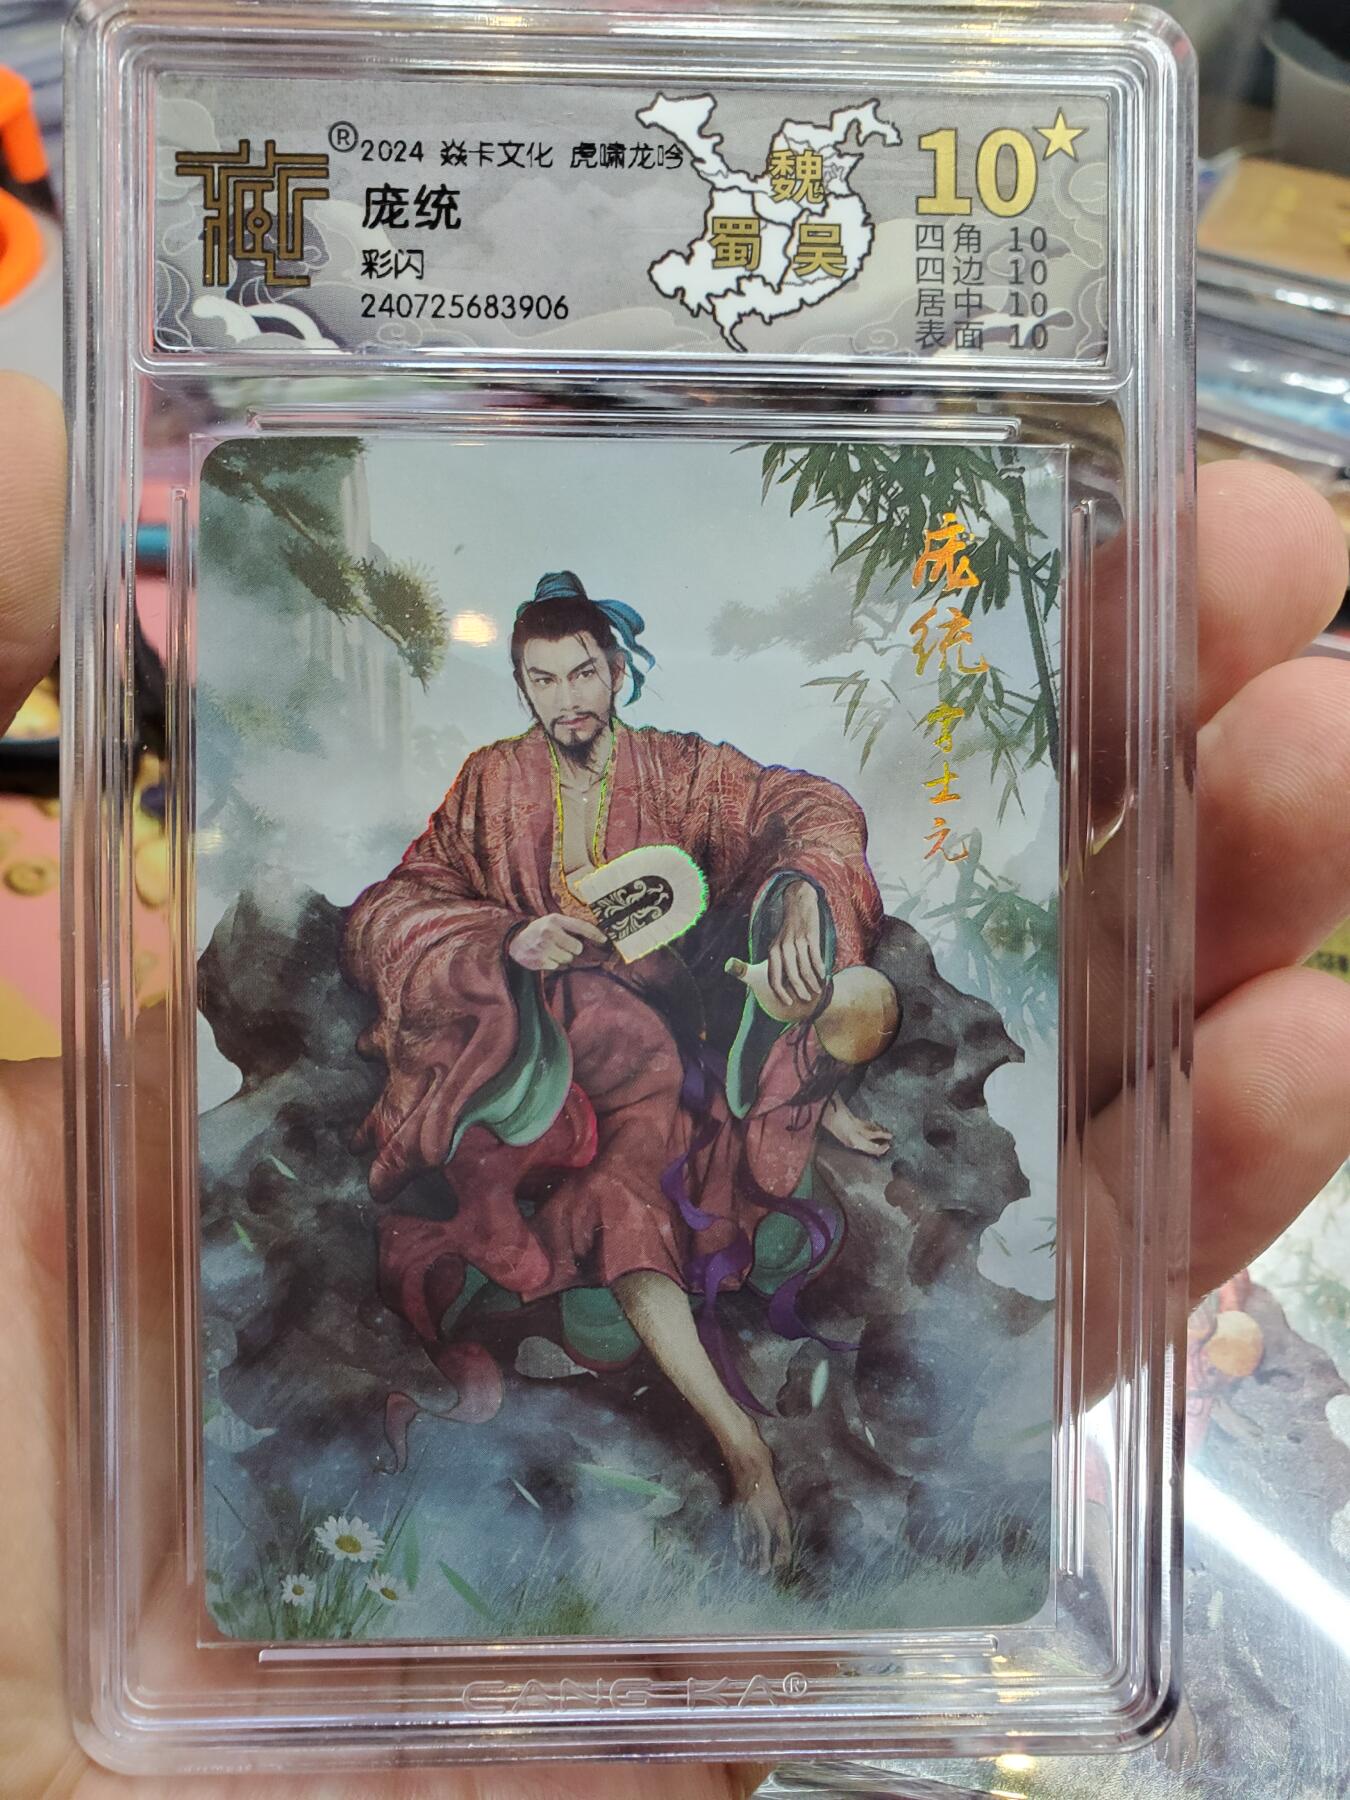 藏®
2024 焱卡文化 虎啸龙吟
庞统
彩闪
240725683906
魏
蜀 吴
10★
四角 10
四边 10
居中 10
表面 10
庞统字士元
CANG KA®